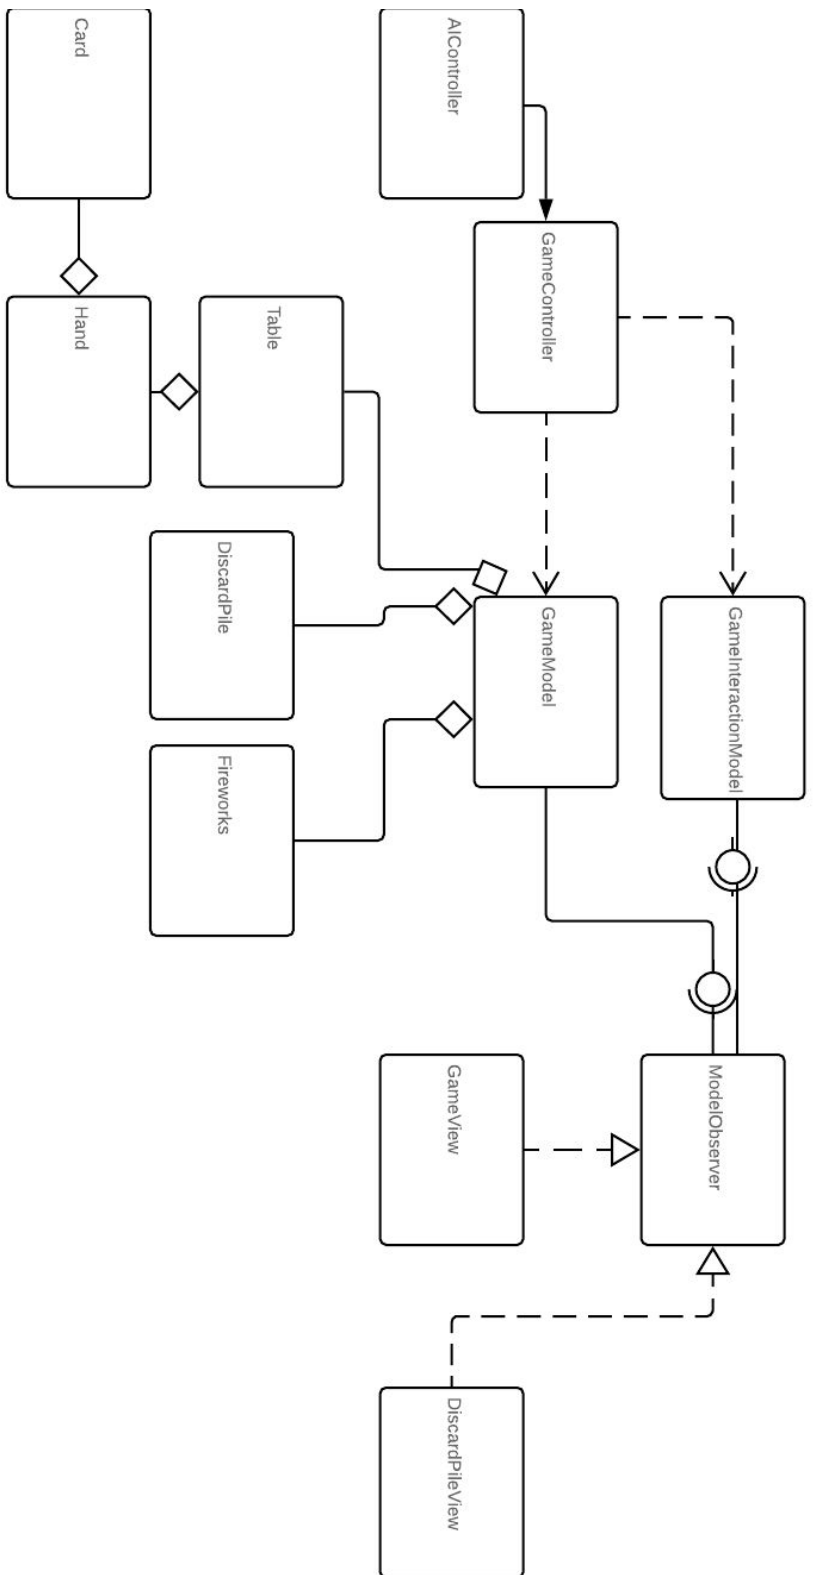 GameInteractionModel
ModelObserver
GameController
GameModel
AIController
GameView
DiscardPileView
Table
DiscardPile
Fireworks
Card
Hand